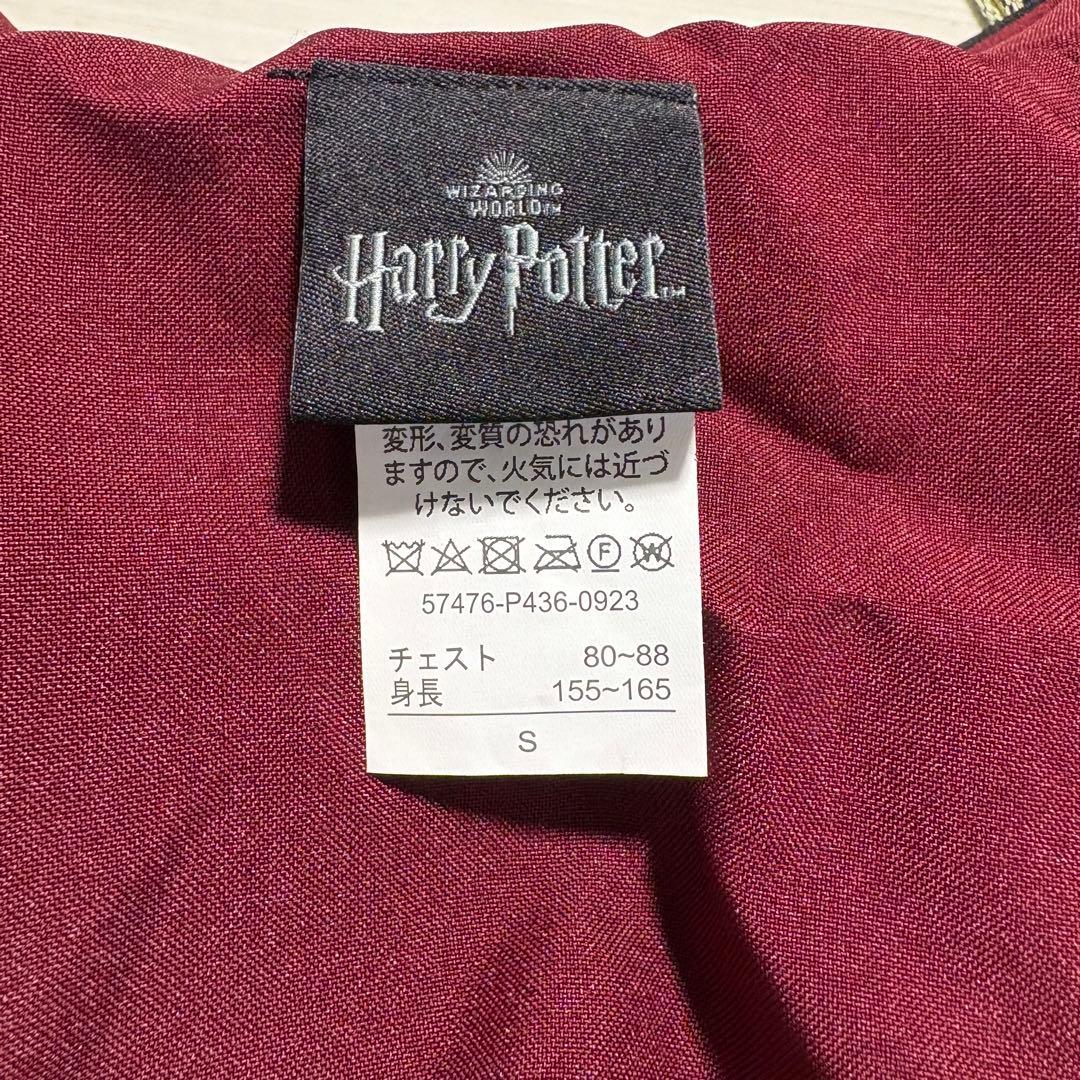 WIZARDING
WORLD™
Harry Potter™
変形、変質の恐れがあり
ますので、火気には近づ
けないでください。
F W
57476-P436-0923
チェスト 80~88
身長 155~165
S